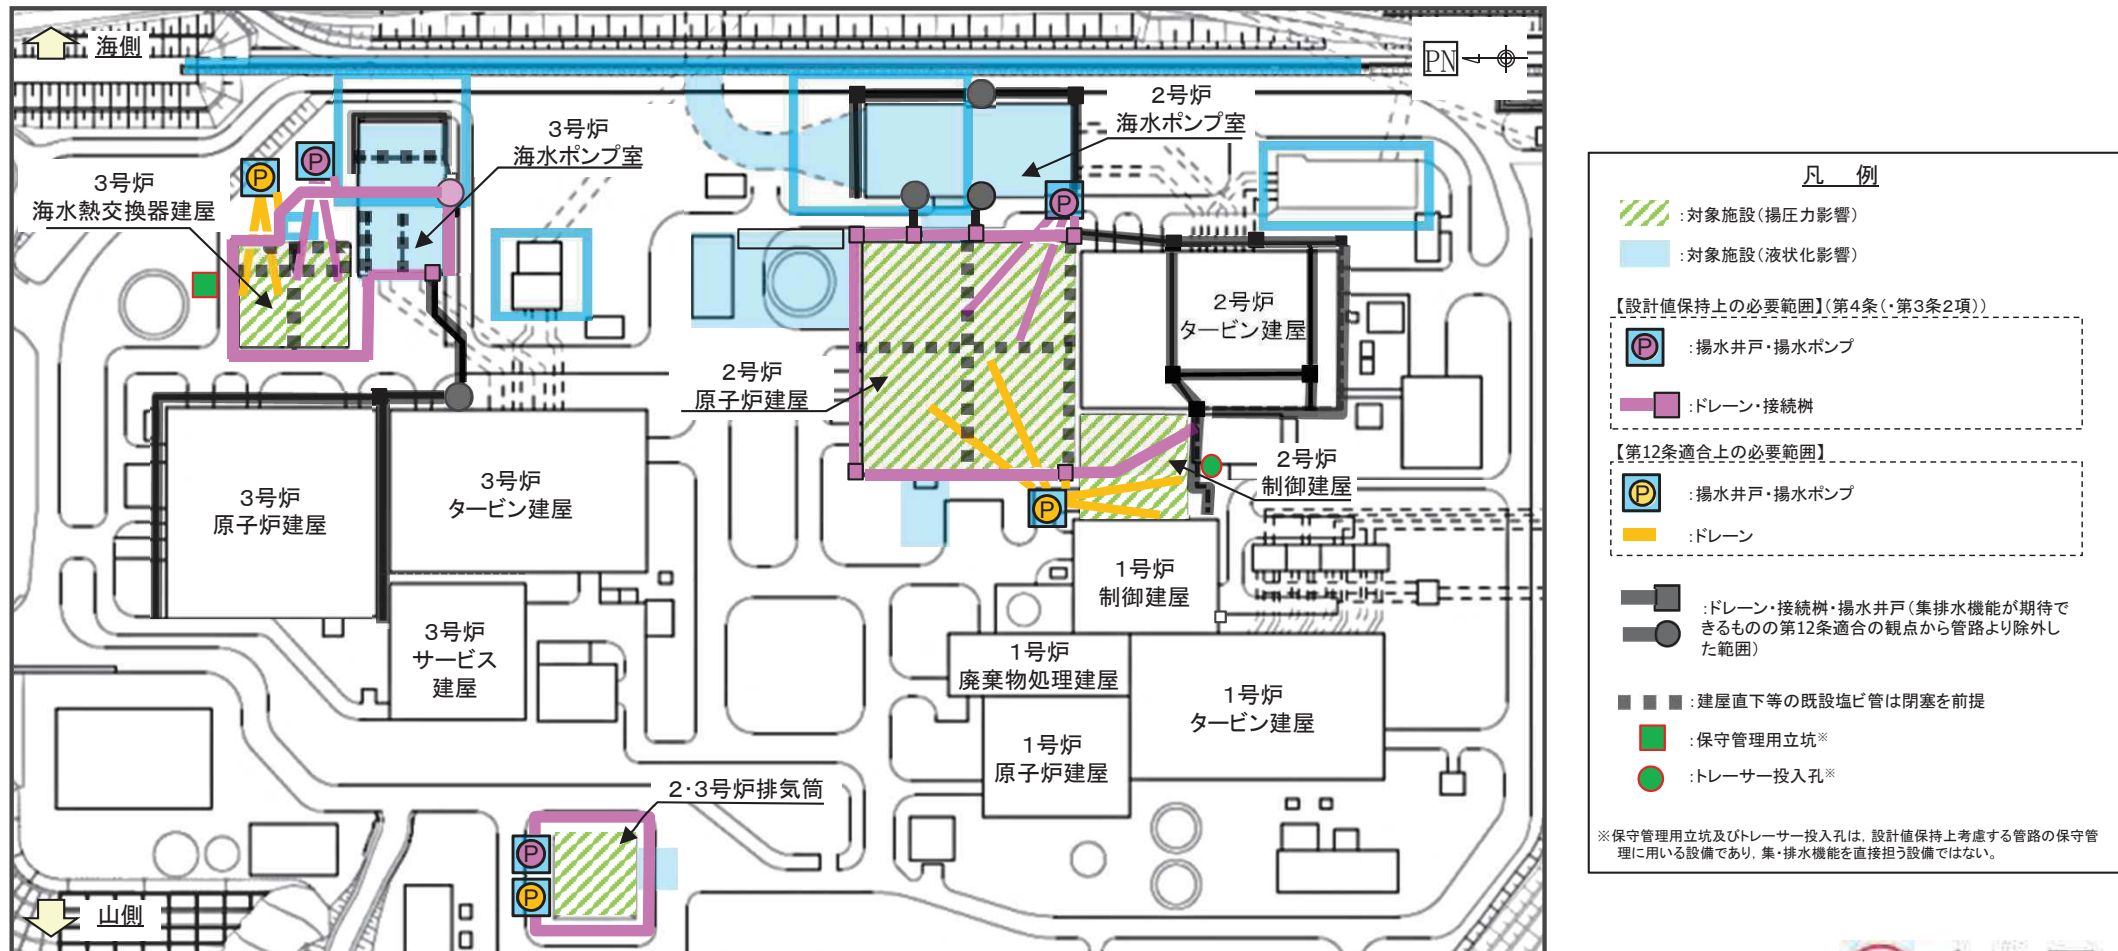 海側
PN
2号炉
海水ポンプ室
3号炉
海水ポンプ室
P
P
3号炉
海水熱交換器建屋
P
2号炉
タービン建屋
2号炉
原子炉建屋
2号炉
制御建屋
P
3号炉
原子炉建屋
3号炉
タービン建屋
1号炉
制御建屋
3号炉
サービス
建屋
1号炉
廃棄物処理建屋
1号炉
タービン建屋
1号炉
原子炉建屋
2・3号炉排気筒
P
P
山側
凡 例
:対象施設(揚圧力影響)
:対象施設(液状化影響)
【設計値保持上の必要範囲】(第4条(・第3条2項))
P
:揚水井戸・揚水ポンプ
:ドレーン・接続桝
【第12条適合上の必要範囲】
P
:揚水井戸・揚水ポンプ
:ドレーン
:ドレーン・接続桝・揚水井戸(集排水機能が期待で
きるものの第12条適合の観点から管路より除外し
た範囲)
:建屋直下等の既設塩ビ管は閉塞を前提
:保守管理用立坑※
:トレーサー投入孔※
※保守管理用立坑及びトレーサー投入孔は，設計値保持上考慮する管路の保守管
理に用いる設備であり，集・排水機能を直接担う設備ではない。